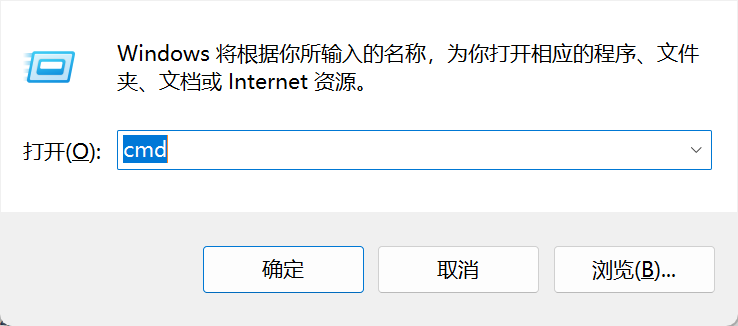 Windows 将根据你所输入的名称，为你打开相应的程序、文件
夹、文档或 Internet 资源。
打开(O): cmd
确定 取消 浏览(B)...